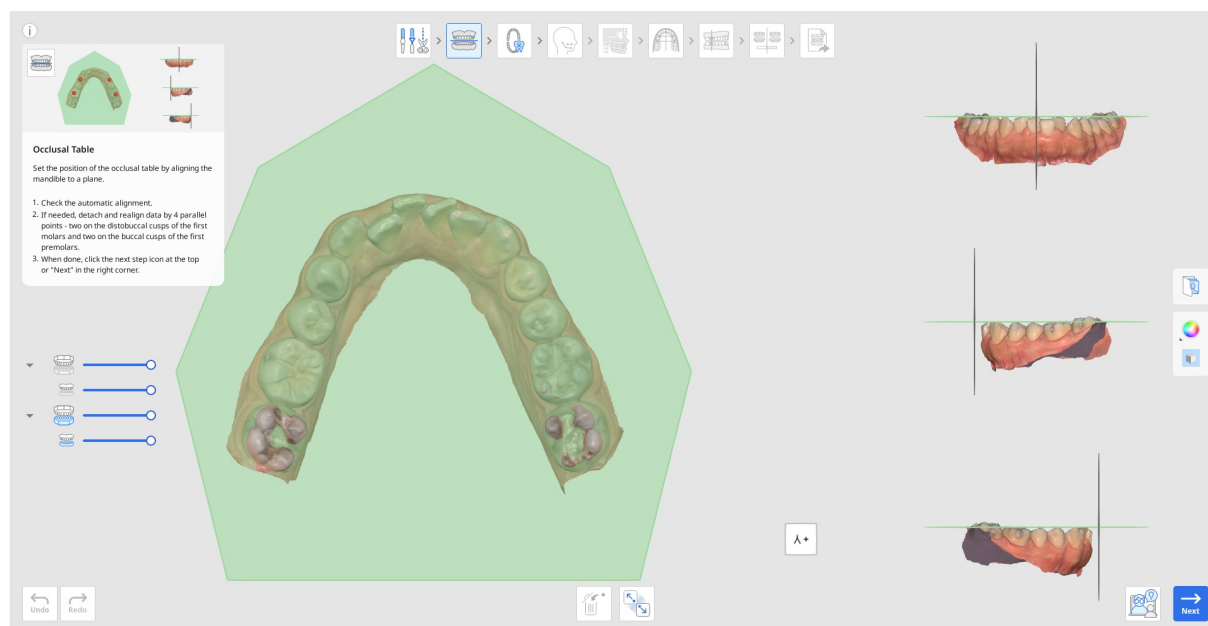 Occlusal Table
Set the position of the occlusal table by aligning the
mandible to a plane.
1. Check the automatic alignment.
2. If needed, detach and realign data by 4 parallel
points - two on the distobuccal cusps of the first
molars and two on the buccal cusps of the first
premolars.
3. When done, click the next step icon at the top
or "Next" in the right corner.
Undo
Redo
Next